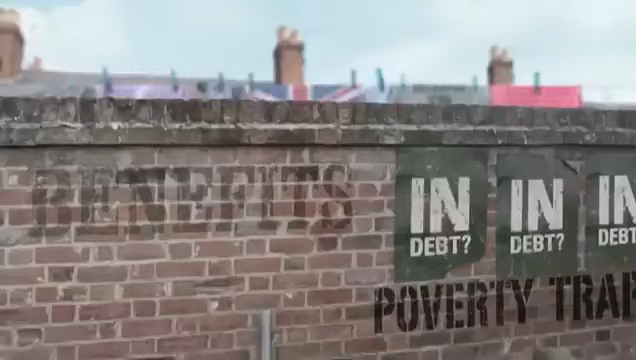 BENEFITS
IN
DEBT?
IN
DEBT?
IN
DEBT?
POVERTY TRAP